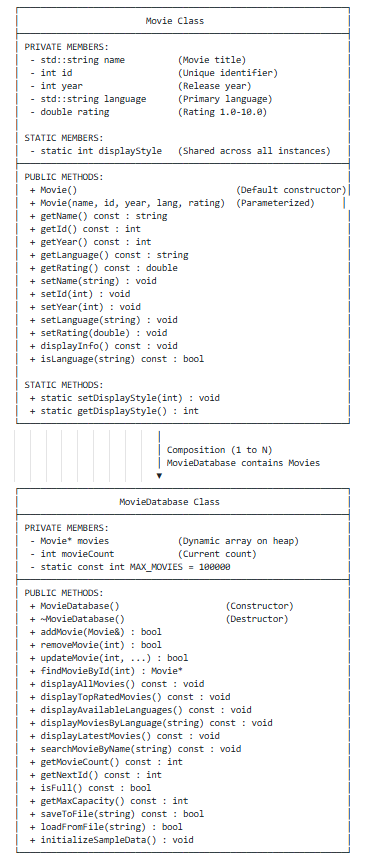 Movie Class
PRIVATE MEMBERS:
- std::string name (Movie title)
- int id (Unique identifier)
- int year (Release year)
- std::string language (Primary language)
- double rating (Rating 1.0-10.0)
STATIC MEMBERS:
- static int displayStyle (Shared across all instances)
PUBLIC METHODS:
+ Movie() (Default constructor)
+ Movie(name, id, year, lang, rating) (Parameterized)
+ getName() const : string
+ getId() const : int
+ getYear() const : int
+ getLanguage() const : string
+ getRating() const : double
+ setName(string) : void
+ setId(int) : void
+ setYear(int) : void
+ setLanguage(string) : void
+ setRating(double) : void
+ displayInfo() const : void
+ isLanguage(string) const : bool
STATIC METHODS:
+ static setDisplayStyle(int) : void
+ static getDisplayStyle() : int
Composition (1 to N)
MovieDatabase contains Movies
MovieDatabase Class
PRIVATE MEMBERS:
- Movie* movies (Dynamic array on heap)
- int movieCount (Current count)
- static const int MAX_MOVIES = 100000
PUBLIC METHODS:
+ MovieDatabase() (Constructor)
+ ~MovieDatabase() (Destructor)
+ addMovie(Movie&) : bool
+ removeMovie(int) : bool
+ updateMovie(int, ...) : bool
+ findMovieById(int) : Movie*
+ displayAllMovies() const : void
+ displayTopRatedMovies() const : void
+ displayAvailableLanguages() const : void
+ displayMoviesByLanguage(string) const : void
+ displayLatestMovies() const : void
+ searchMovieByName(string) const : void
+ getMovieCount() const : int
+ getNextId() const : int
+ isFull() const : bool
+ getMaxCapacity() const : int
+ saveToFile(string) const : bool
+ loadFromFile(string) : bool
+ initializeSampleData() : void